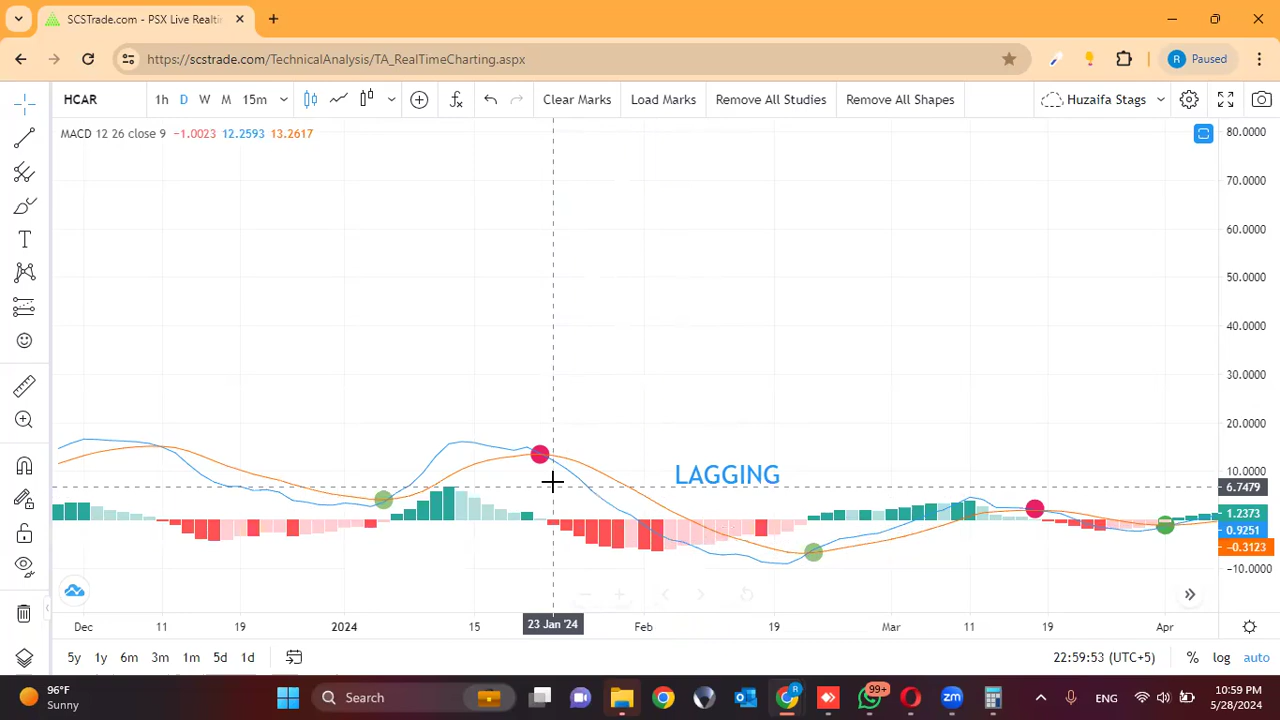 SCSTrade.com - PSX Live Realti
https://scstrade.com/TechnicalAnalysis/TA_RealTimeCharting.aspx
R Paused
HCAR 1h D W M 15m Clear Marks Load Marks Remove All Studies Remove All Shapes Huzaifa Stags
MACD 12 26 close 9 −1.0023 12.2593 13.2617
80.0000
70.0000
60.0000
50.0000
40.0000
30.0000
20.0000
10.0000
LAGGING
6.7479
1.2373
0.9251
−0.3123
−10.0000
Dec 11 19 2024 15 23 Jan '24 Feb 19 Mar 11 19 Apr
5y 1y 6m 3m 1m 5d 1d 22:59:53 (UTC+5) % log auto
96°F
Sunny
Search
R
99+
zm
ENG
10:59 PM
5/28/2024